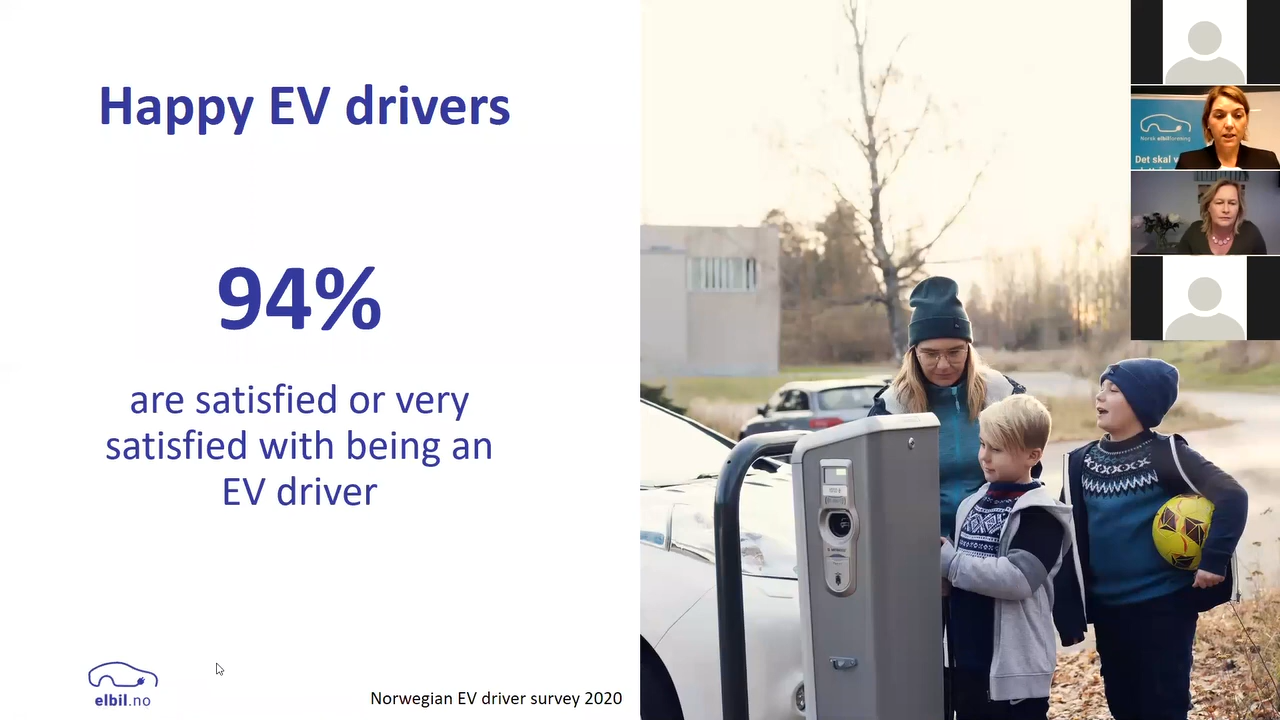 Happy EV drivers
94%
are satisfied or very
satisfied with being an
EV driver
elbil.no
Norwegian EV driver survey 2020
Norsk elbilforening
Det skal